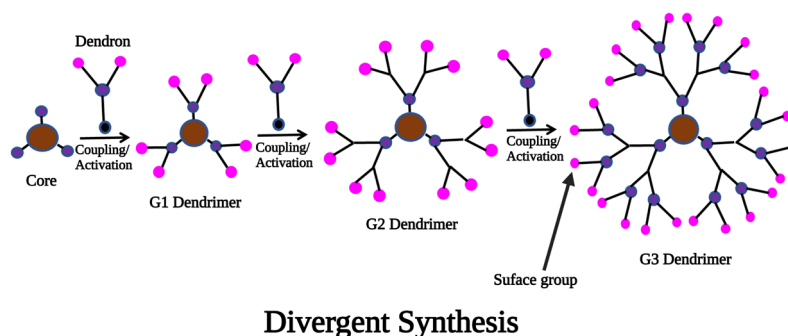 Dendron
Core
Coupling/
Activation
G1 Dendrimer
Coupling/
Activation
G2 Dendrimer
Coupling/
Activation
G3 Dendrimer
Suface group
Divergent Synthesis